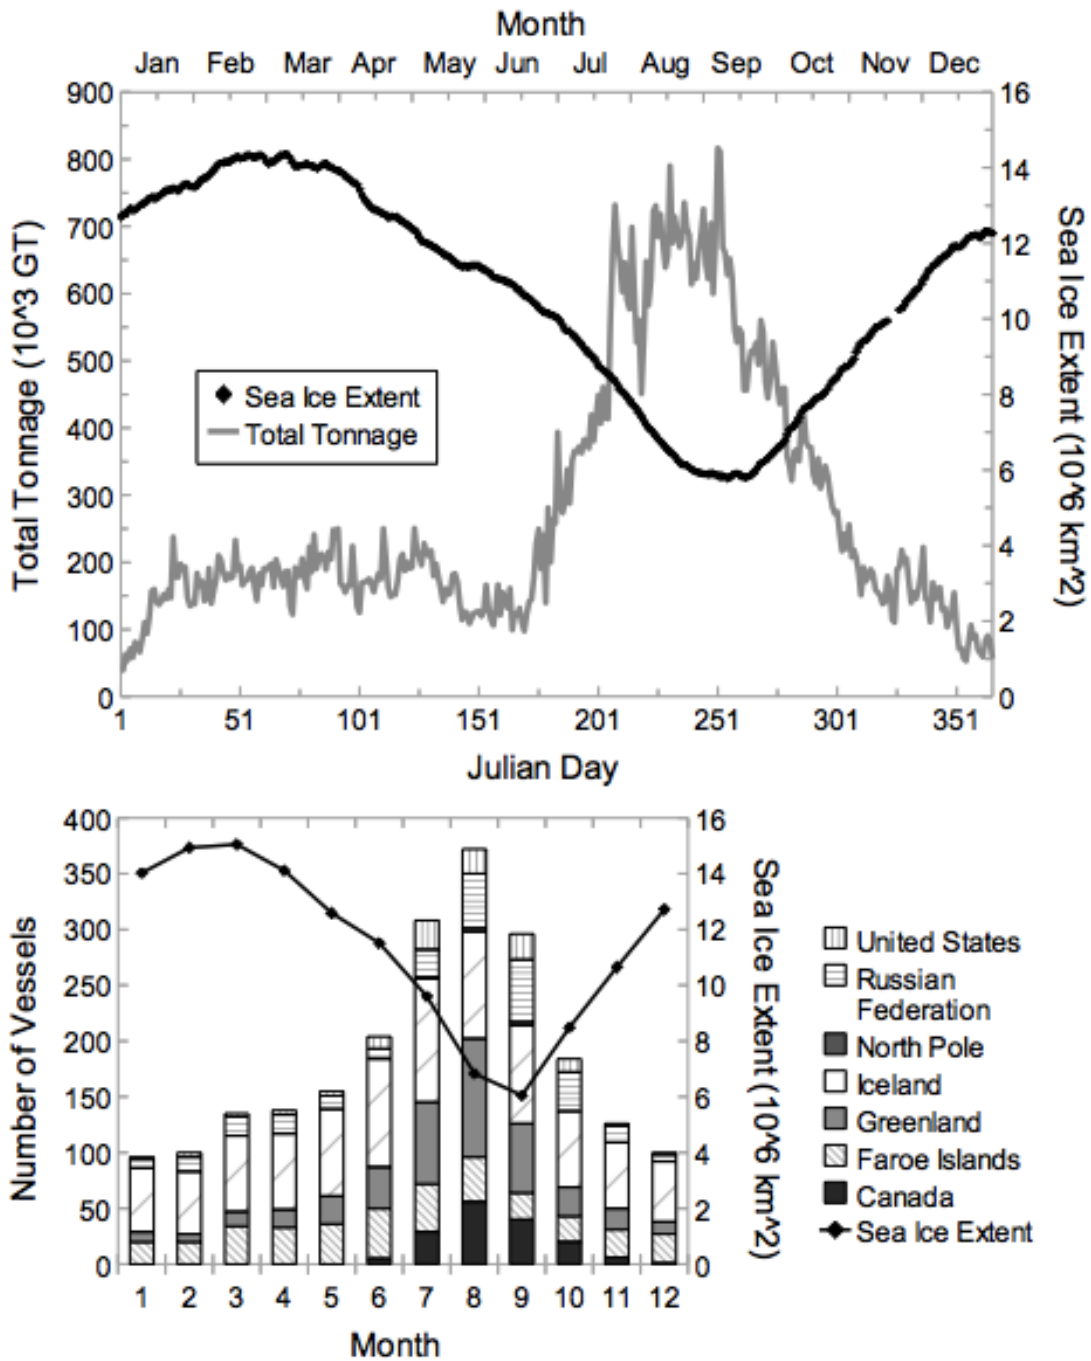 Month
Jan Feb Mar Apr May Jun Jul Aug Sep Oct Nov Dec
900
800
700
600
500
400
300
200
100
0
Total Tonnage (10^3 GT)
16
14
12
10
8
6
4
2
0
Sea Ice Extent (10^6 km^2)
Sea Ice Extent
Total Tonnage
1 51 101 151 201 251 301 351
Julian Day
400
350
300
250
200
150
100
50
0
Number of Vessels
16
14
12
10
8
6
4
2
0
Sea Ice Extent (10^6 km^2)
1 2 3 4 5 6 7 8 9 10 11 12
Month
United States
Russian
Federation
North Pole
Iceland
Greenland
Faroe Islands
Canada
Sea Ice Extent